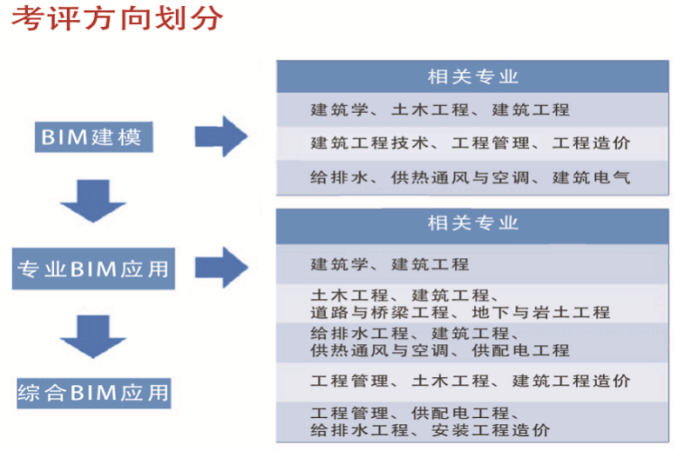 考评方向划分
BIM建模
相关专业
建筑学、土木工程、建筑工程
建筑工程技术、工程管理、工程造价
给排水、供热通风与空调、建筑电气
专业BIM应用
相关专业
建筑学、建筑工程
土木工程、建筑工程、
道路与桥梁工程、地下与岩土工程
给排水工程、建筑工程、
供热通风与空调、供配电工程
工程管理、土木工程、建筑工程造价
工程管理、供配电工程、
给排水工程、安装工程造价
综合BIM应用